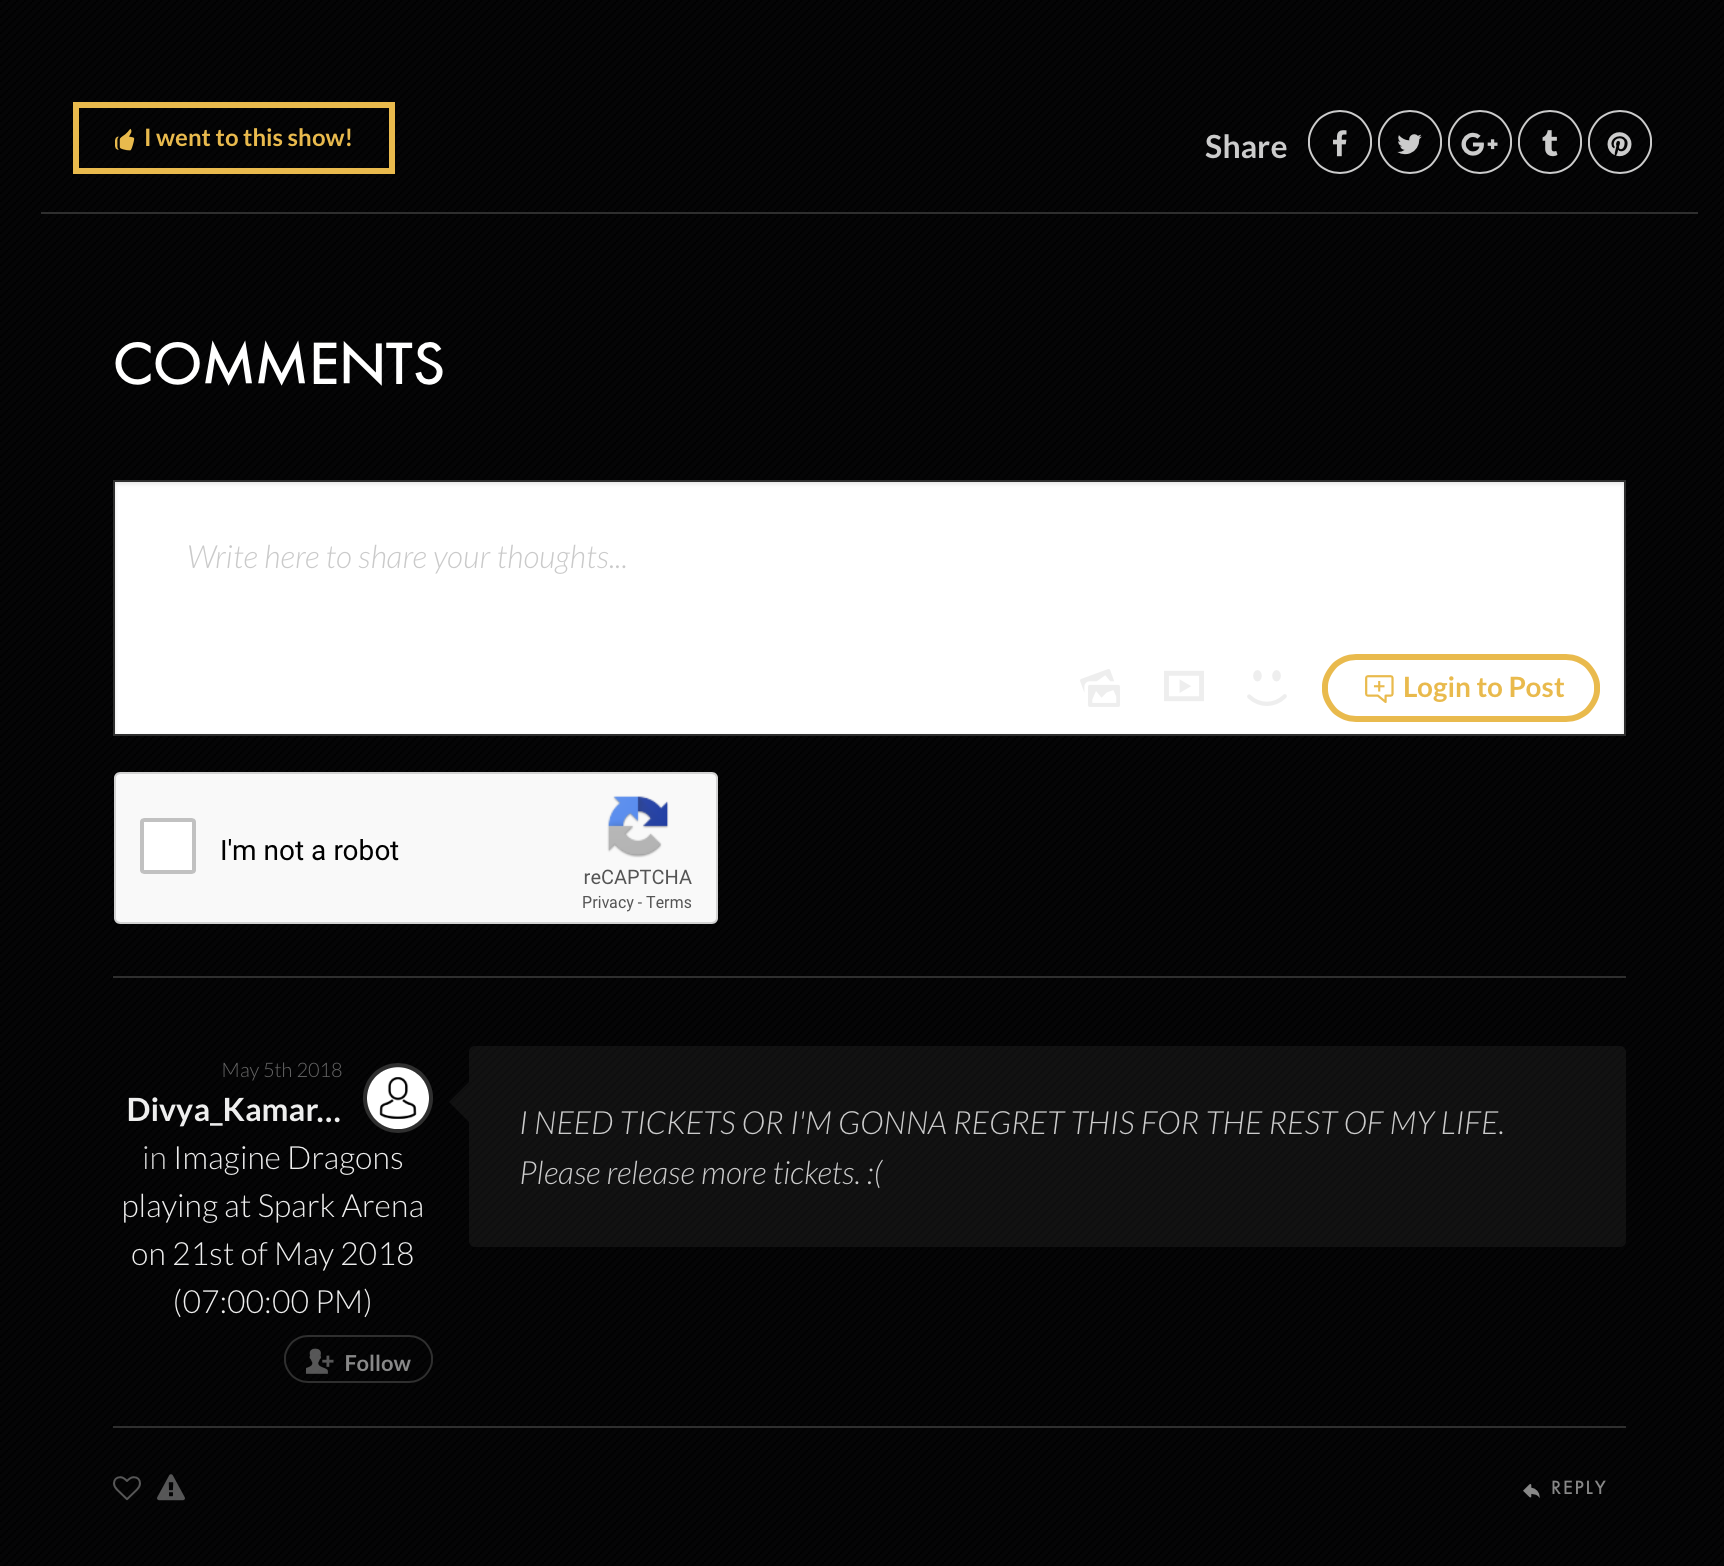 I went to this show!
Share
COMMENTS
Write here to share your thoughts...
Login to Post
I'm not a robot
reCAPTCHA
Privacy - Terms
May 5th 2018
Divya_Kamar...
in Imagine Dragons
playing at Spark Arena
on 21st of May 2018
(07:00:00 PM)
Follow
I NEED TICKETS OR I'M GONNA REGRET THIS FOR THE REST OF MY LIFE.
Please release more tickets. :(
REPLY